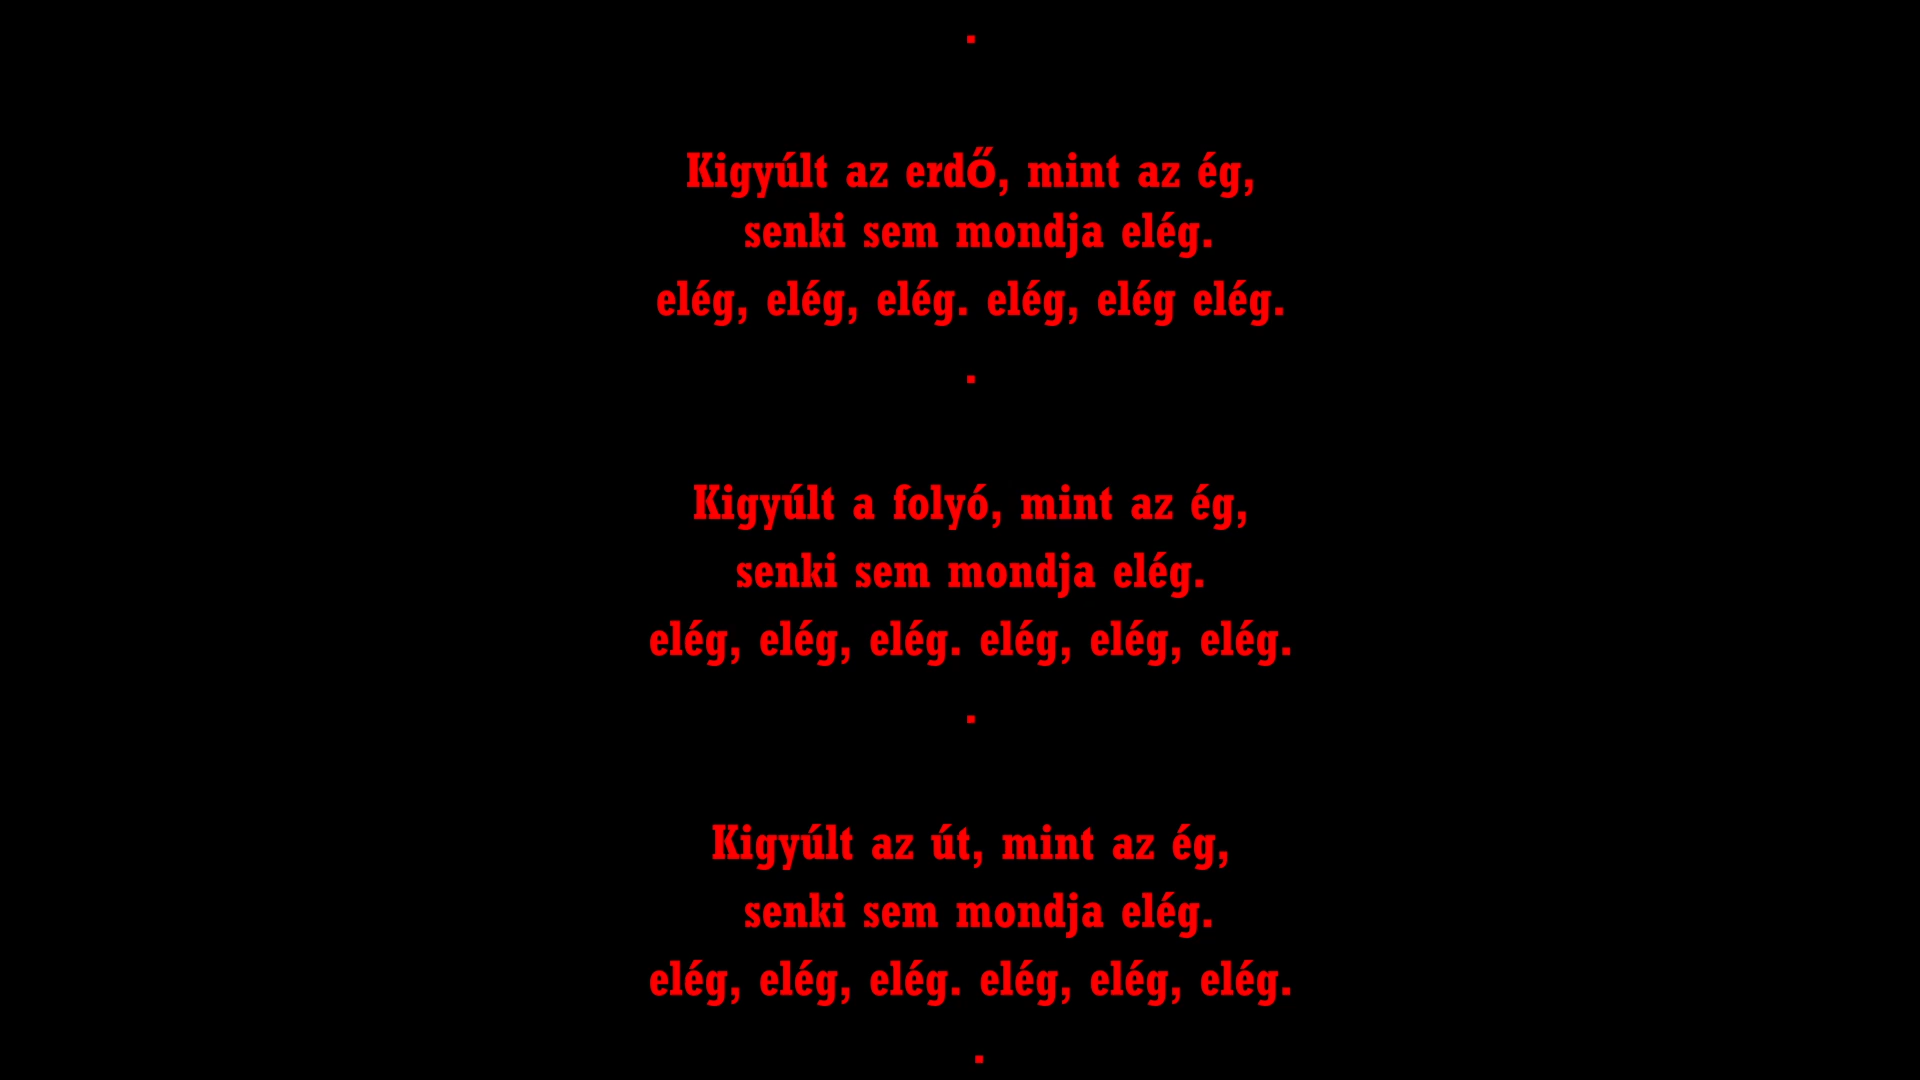 .
Kigyúlt az erdő, mint az ég,
senki sem mondja elég.
elég, elég, elég. elég, elég elég.
.
Kigyúlt a folyó, mint az ég,
senki sem mondja elég.
elég, elég, elég. elég, elég, elég.
.
Kigyúlt az út, mint az ég,
senki sem mondja elég.
elég, elég, elég. elég, elég, elég.
.